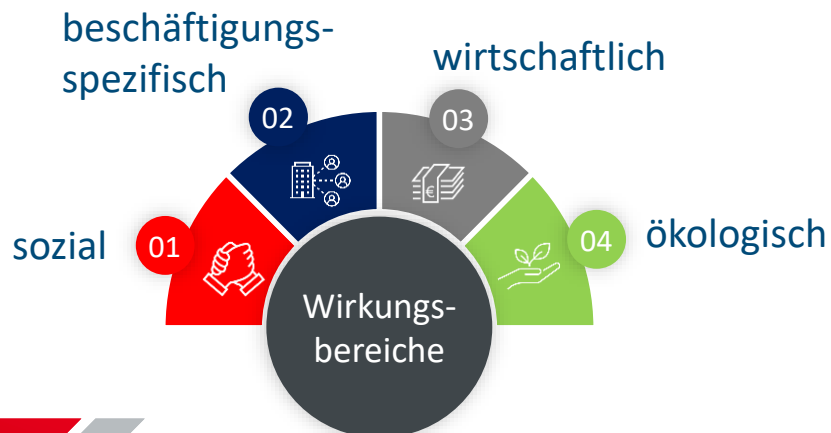 beschäftigungs-
spezifisch
wirtschaftlich
02
03
sozial
01
04
ökologisch
€
Wirkungs-
bereiche